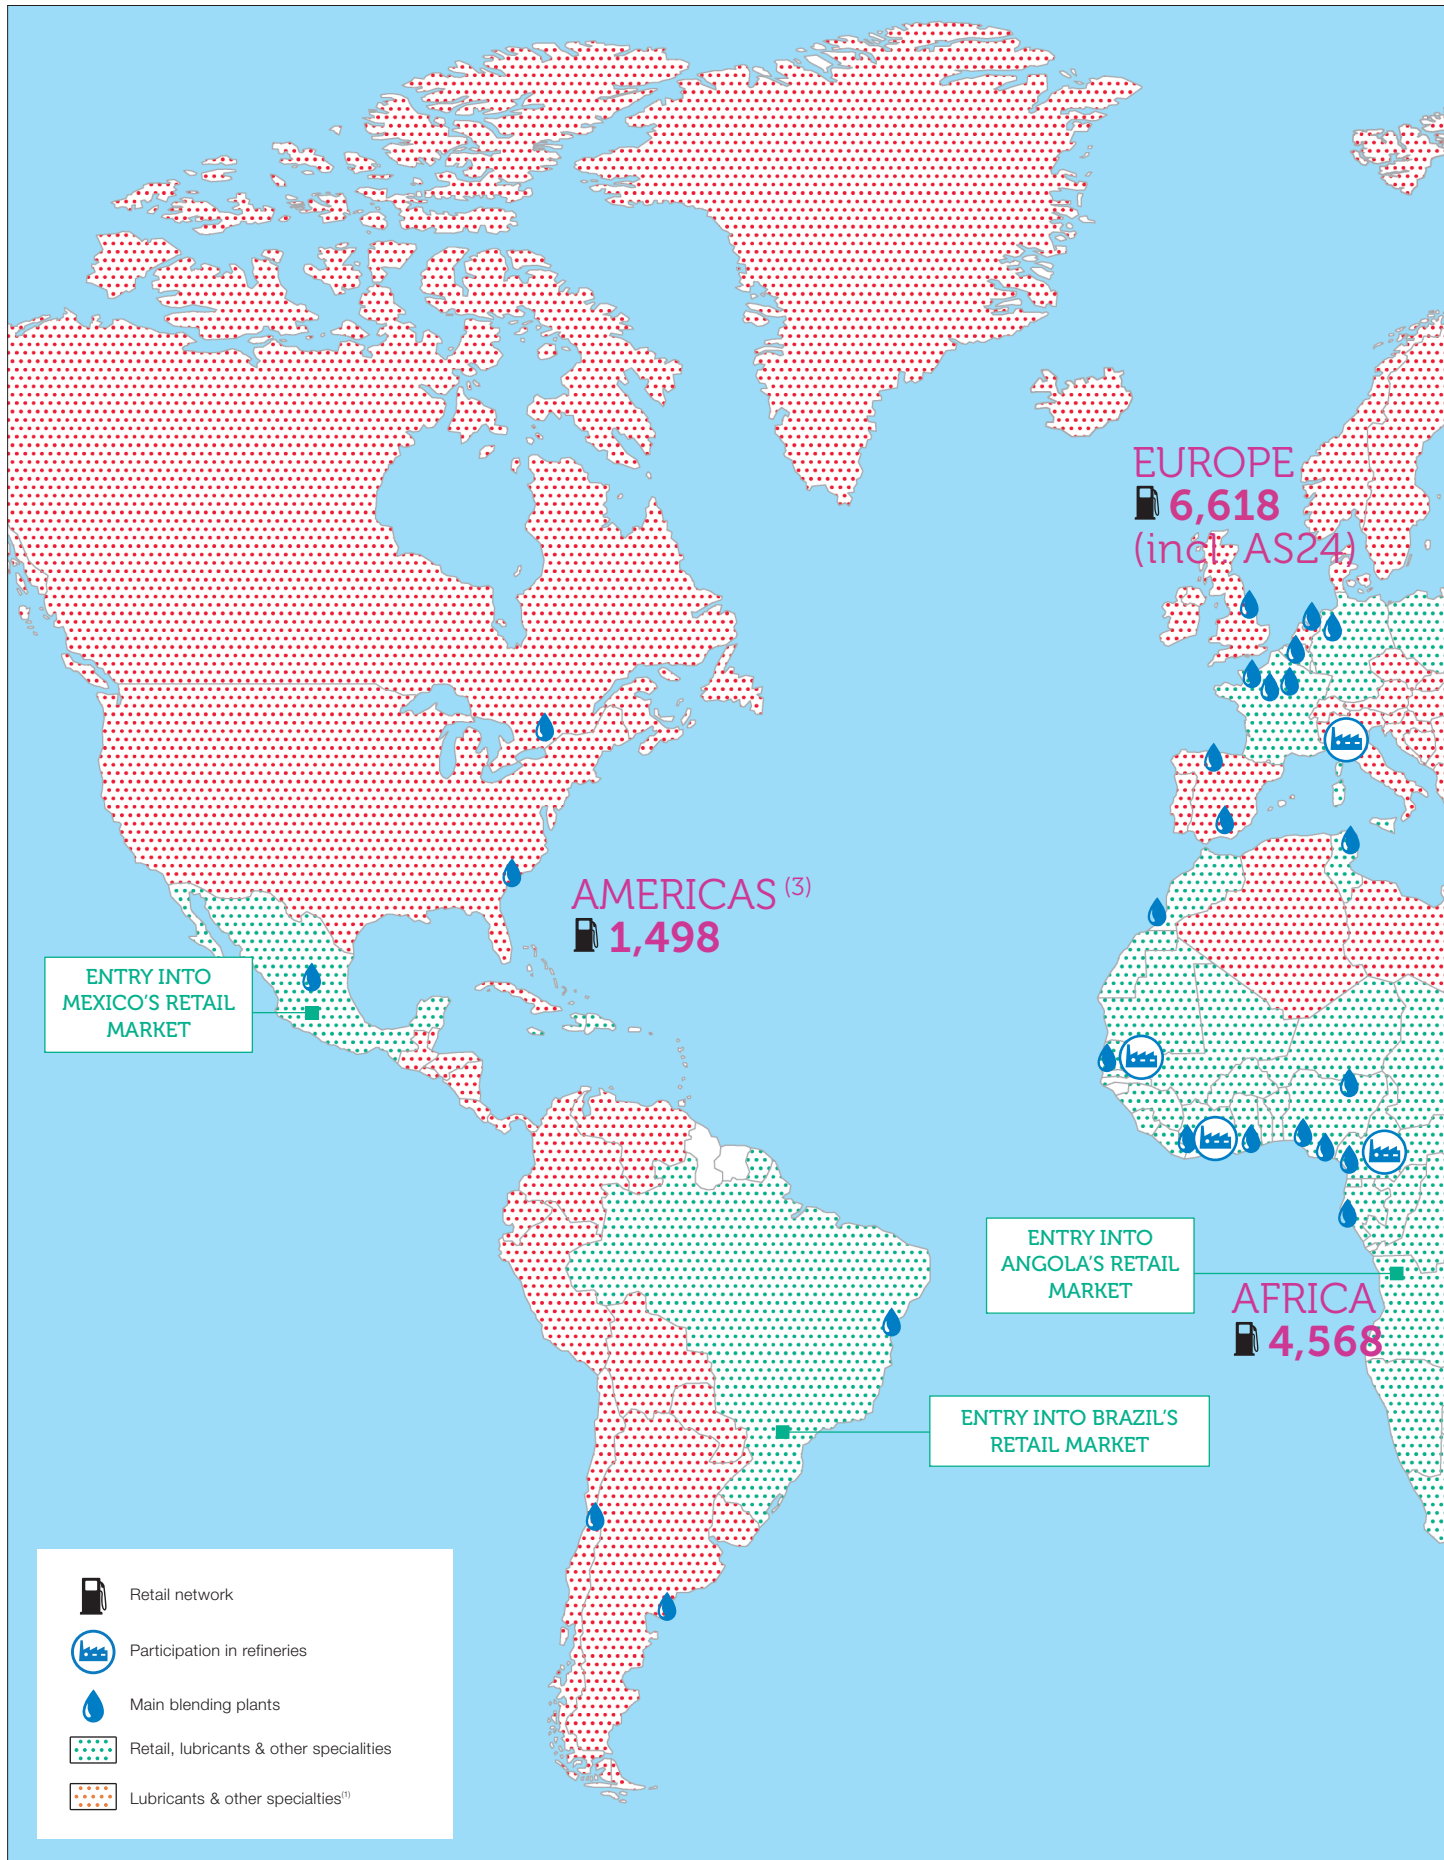 EUROPE
6,618
(incl. AS24)
AMERICAS (3)
1,498
ENTRY INTO
MEXICO'S RETAIL
MARKET
ENTRY INTO
ANGOLA'S RETAIL
MARKET
AFRICA
4,568
ENTRY INTO BRAZIL'S
RETAIL MARKET
Retail network
Participation in refineries
Main blending plants
Retail, lubricants & other specialities
Lubricants & other specialties(1)